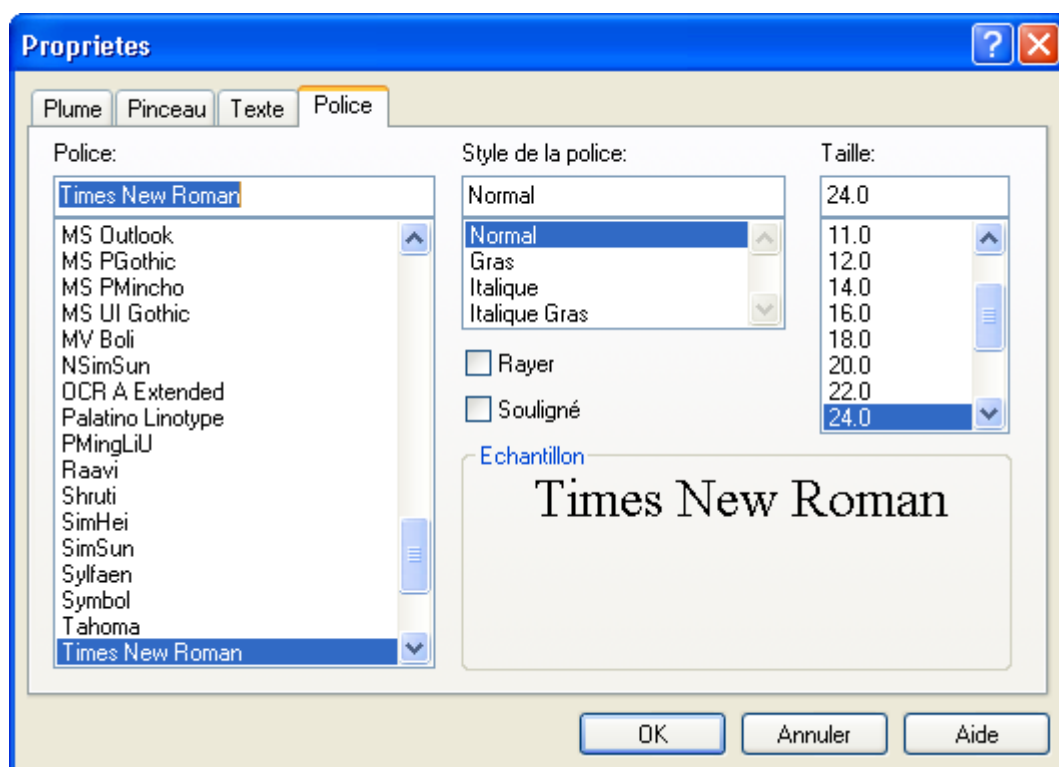 Proprietes
Plume Pinceau Texte Police
Police: Style de la police: Taille:
Times New Roman Normal 24.0
MS Outlook Normal 11.0
MS PGothic Gras 12.0
MS PMincho Italique 14.0
MS UI Gothic Italique Gras 16.0
MV Boli 18.0
NSimSun Rayer 20.0
OCR A Extended 22.0
Palatino Linotype Souligné 24.0
PMingLiU
Raavi Echantillon
Shruti Times New Roman
SimHei
SimSun
Sylfaen
Symbol
Tahoma
Times New Roman
OK Annuler Aide